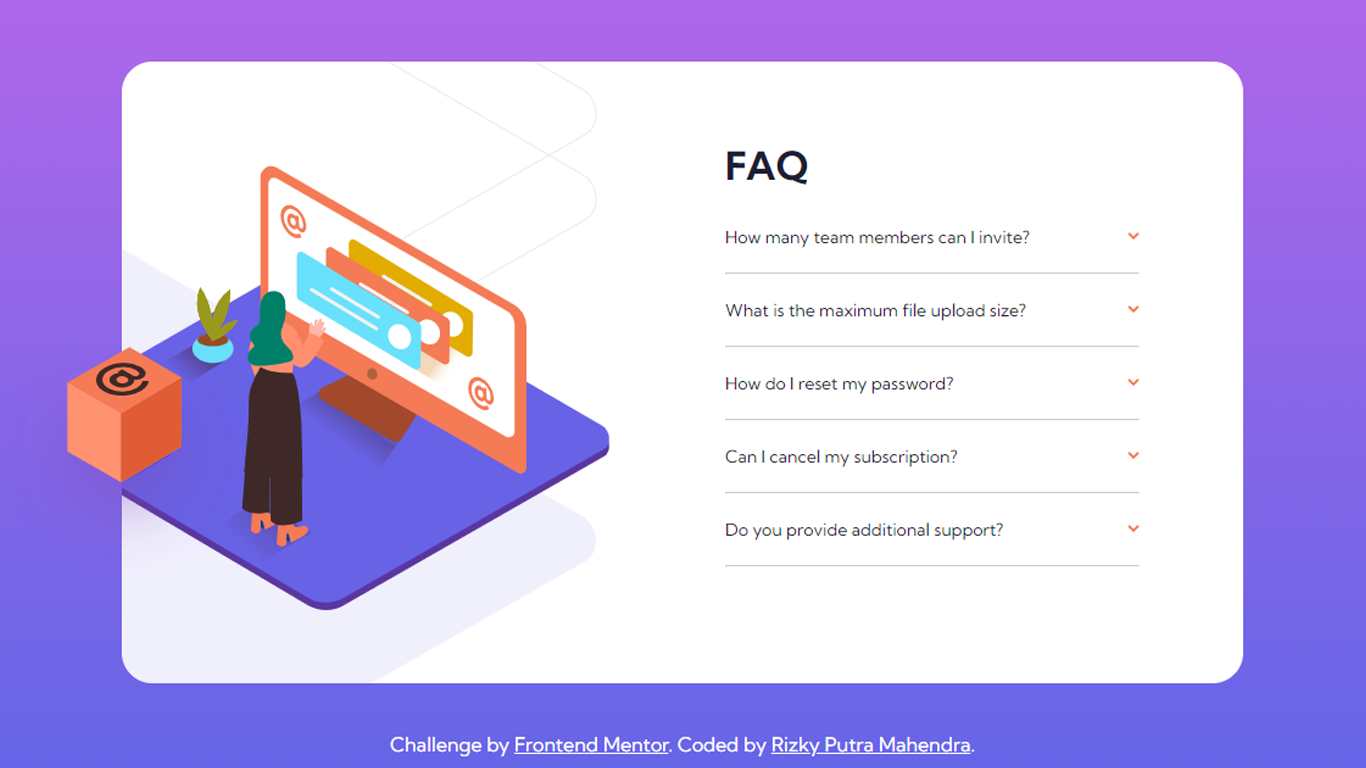 FAQ
How many team members can I invite?
What is the maximum file upload size?
How do I reset my password?
Can I cancel my subscription?
Do you provide additional support?
@
@
@
Challenge by Frontend Mentor. Coded by Rizky Putra Mahendra.